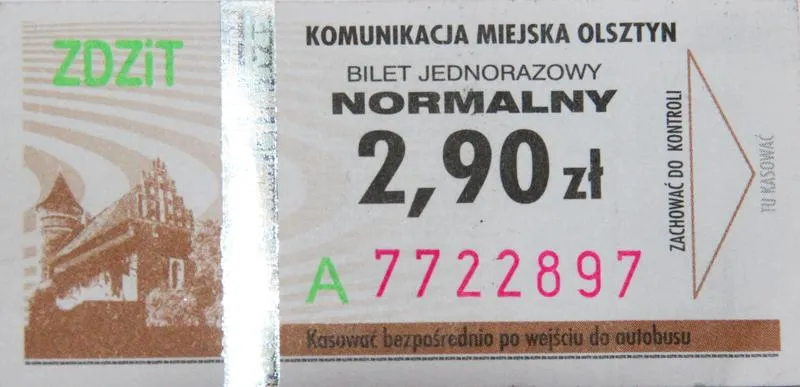 ZDZiT
KOMUNIKACJA MIEJSKA OLSZTYN
BILET JEDNORAZOWY
NORMALNY
2,90 zł
A 7722897
Kasować bezpośrednio po wejściu do autobusu
ZACHOWAĆ DO KONTROLI
TU KASOWAĆ